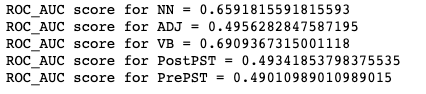 ROC_AUC score for NN = 0.6591815591815593
ROC_AUC score for ADJ = 0.4956282847587195
ROC_AUC score for VB = 0.6909367315001118
ROC_AUC score for PostPST = 0.49341853798375535
ROC_AUC score for PrePST = 0.49010989010989015